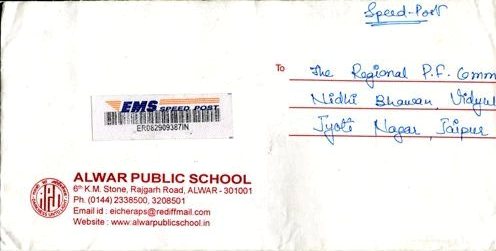 Speed-Post
To
The Regional P.F. Comm
Nidhi Bhawan, Vidyut
Jyoti Nagar, Jaipur
EMS SPEED POST
ER082909387IN
ALWAR PUBLIC SCHOOL
6th K.M. Stone, Rajgarh Road, ALWAR - 301001
Ph. (0144) 2338500, 3208501
Email id : eicheraps@rediffmail.com
Website : www.alwarpublicschool.in